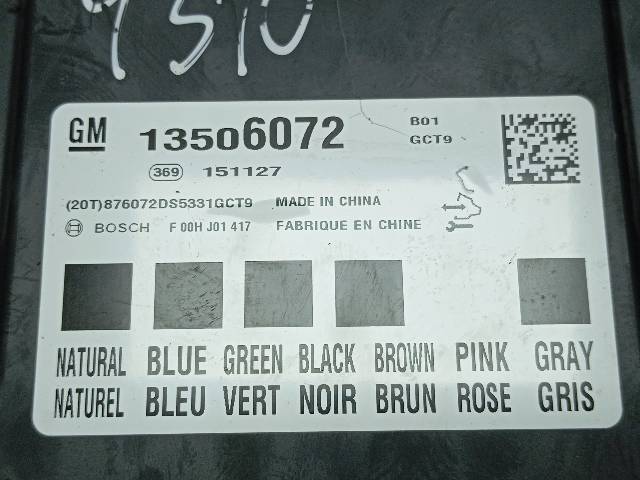 GM 13506072 B01
GCT9
369 151127
(20T)876072DS5331GCT9 MADE IN CHINA
BOSCH F 00H J01 417 FABRIQUE EN CHINE
NATURAL BLUE GREEN BLACK BROWN PINK GRAY
NATUREL BLEU VERT NOIR BRUN ROSE GRIS